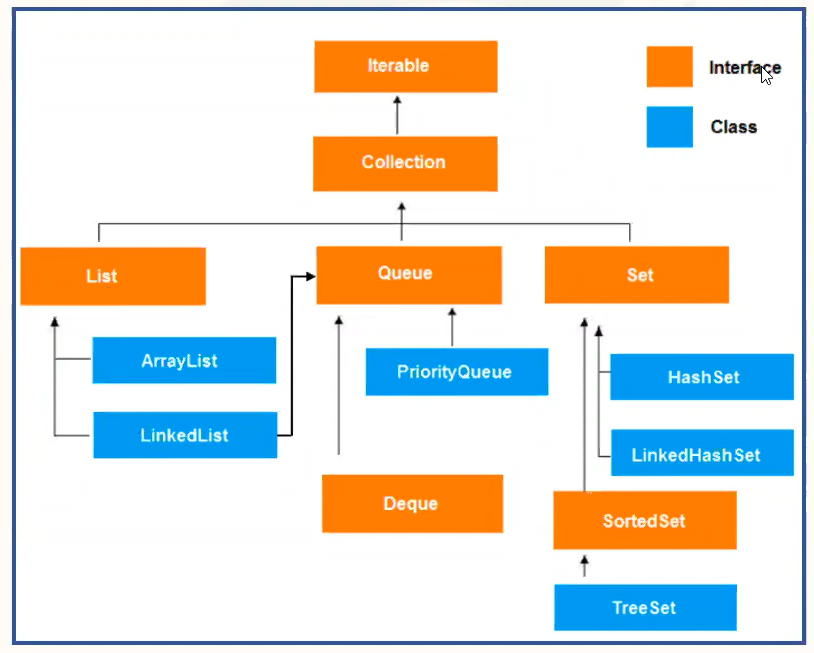 Iterable
Interface
Class
Collection
List
Queue
Set
ArrayList
PriorityQueue
HashSet
LinkedList
LinkedHashSet
Deque
SortedSet
TreeSet